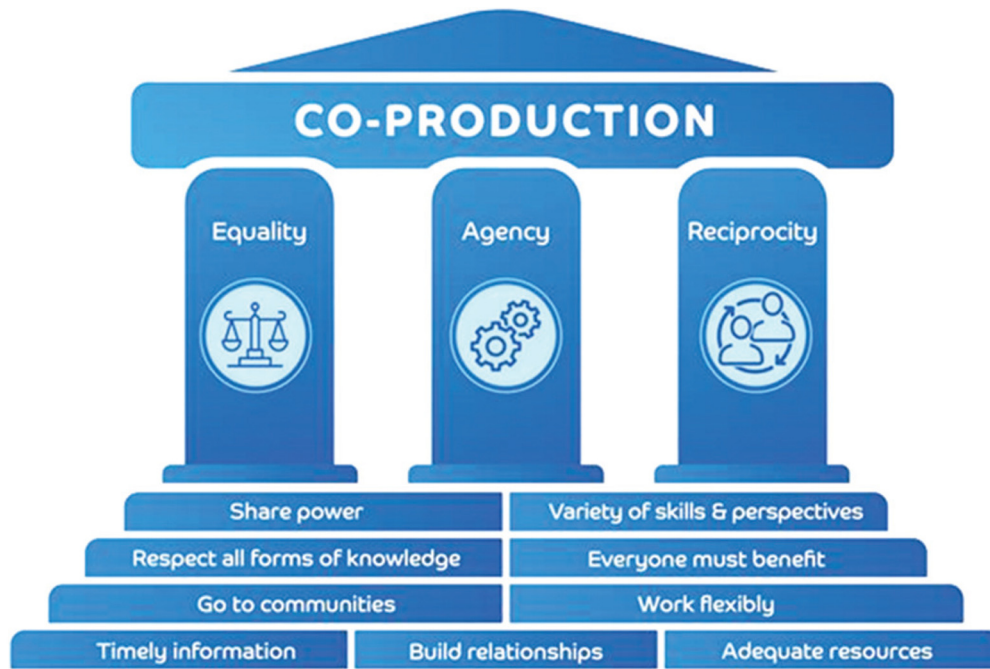 CO-PRODUCTION
Equality
Agency
Reciprocity
Share power
Variety of skills & perspectives
Respect all forms of knowledge
Everyone must benefit
Go to communities
Work flexibly
Timely information
Build relationships
Adequate resources